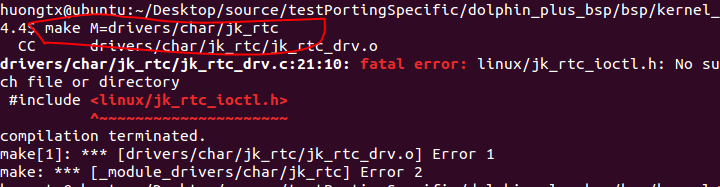 huongtx@ubuntu:~/Desktop/source/testPortingSpecific/dolphin_plus_bsp/bsp/kernel_
4.4$ make M=drivers/char/jk_rtc
CC drivers/char/jk_rtc/jk_rtc_drv.o
drivers/char/jk_rtc/jk_rtc_drv.c:21:10: fatal error: linux/jk_rtc_ioctl.h: No su
ch file or directory
#include <linux/jk_rtc_ioctl.h>
^~~~~~~~~~~~~~~~~~~~~~
compilation terminated.
make[1]: *** [drivers/char/jk_rtc/jk_rtc_drv.o] Error 1
make: *** [_module_drivers/char/jk_rtc] Error 2